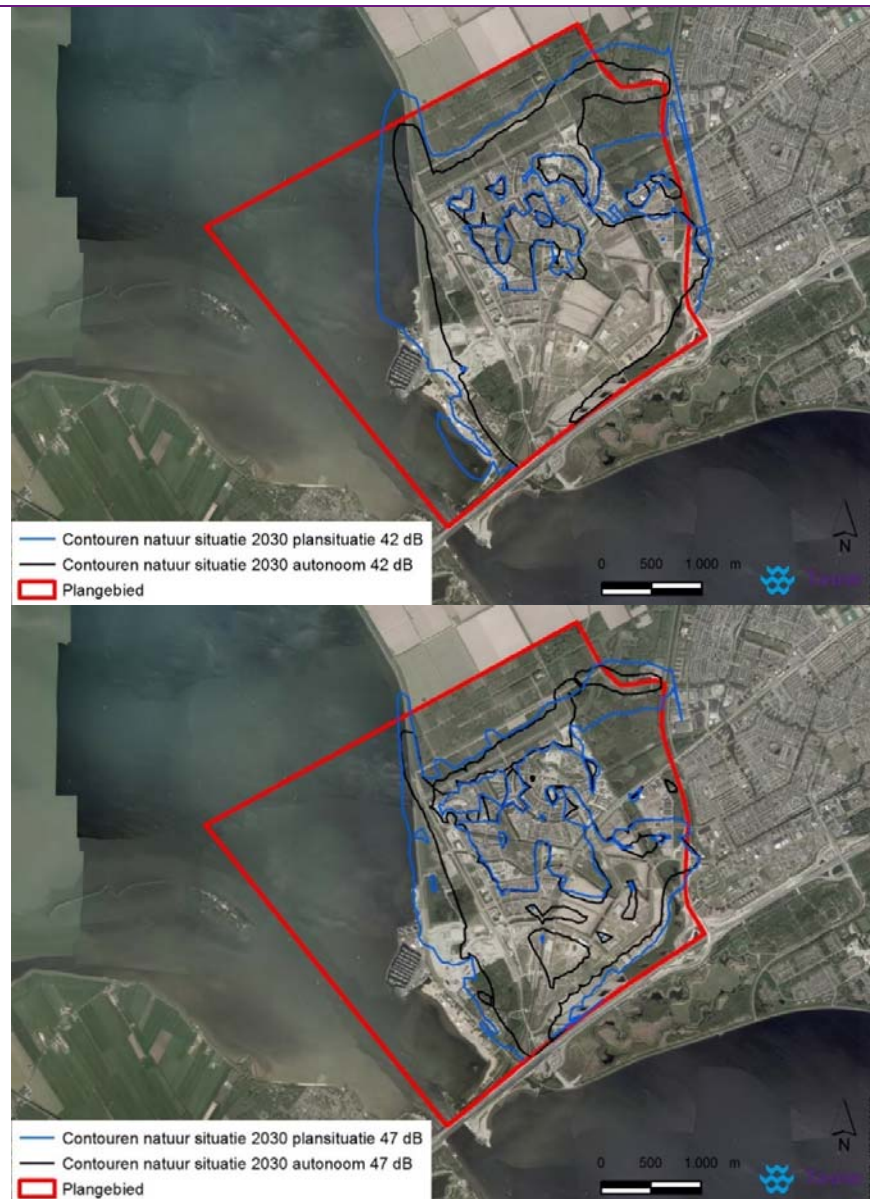 Contouren natuur situatie 2030 plansituatie 42 dB
Contouren natuur situatie 2030 autonoom 42 dB
Plangebied
0 500 1.000 m
N
Contouren natuur situatie 2030 plansituatie 47 dB
Contouren natuur situatie 2030 autonoom 47 dB
Plangebied
0 500 1.000 m
N